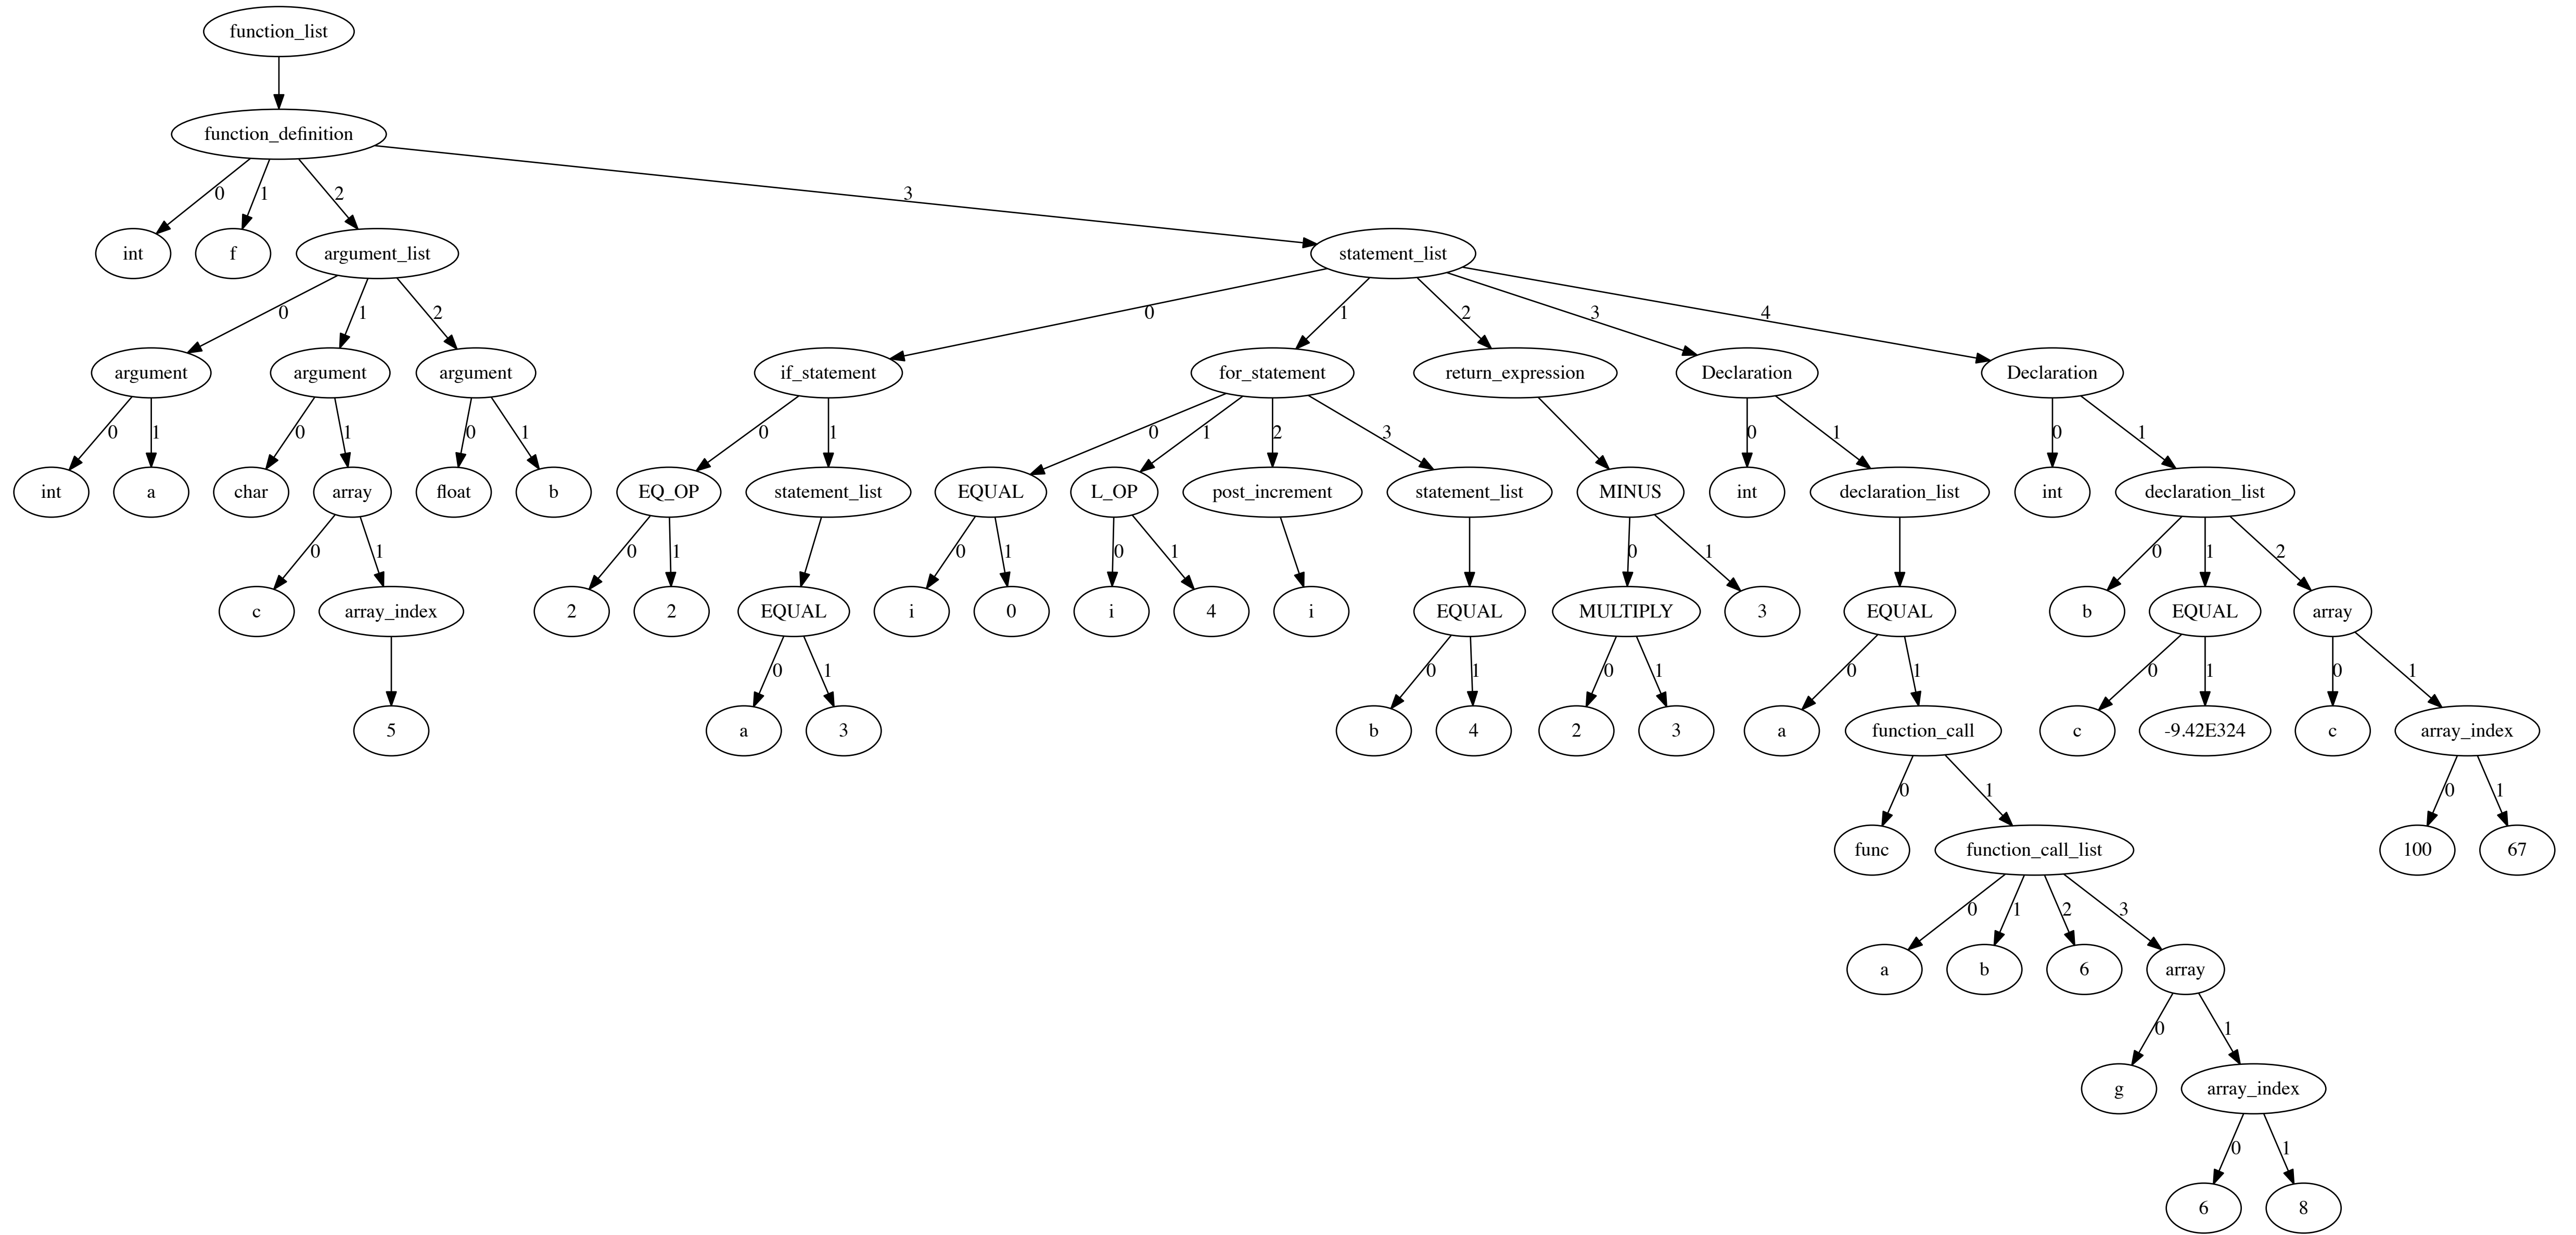 function_list
function_definition
0 1 2 3
int f argument_list statement_list
0 1 2 0 1 2 3 4
argument argument argument if_statement for_statement return_expression Declaration Declaration
0 1 0 1 0 1 0 1 0 1 2 3 0 1 0 1
int a char array float b EQ_OP statement_list EQUAL L_OP post_increment statement_list MINUS int declaration_list int declaration_list
0 1 0 1 0 1 0 1 0 1 0 1 2
c array_index 2 2 EQUAL i 0 i 4 i EQUAL MULTIPLY 3 EQUAL b EQUAL array
0 1 0 1 0 1 0 1 0 1 0 1
5 a 3 b 4 2 3 a function_call c -9.42E324 c array_index
0 1 0 1
func function_call_list 100 67
0 1 2 3
a b 6 array
0 1
g array_index
0 1
6 8